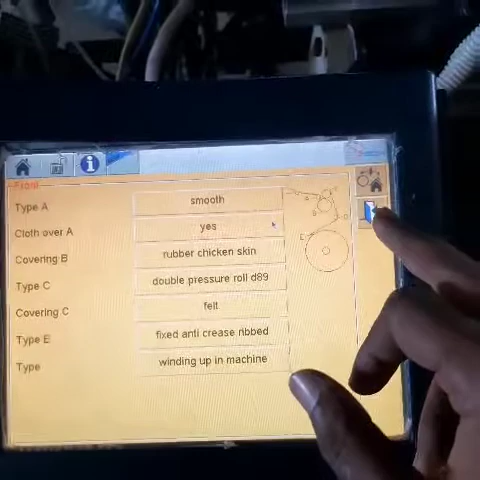 Front
Type A smooth
Cloth over A yes
Covering B rubber chicken skin
Type C double pressure roll d89
Covering C felt
Type E fixed anti crease ribbed
Type winding up in machine